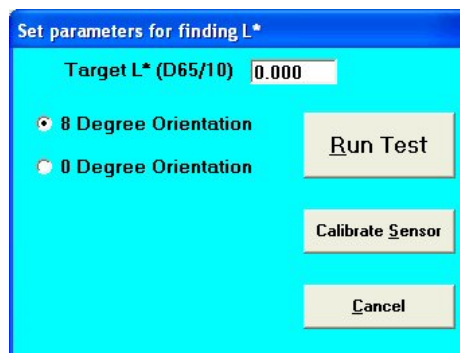 Set parameters for finding L*
Target L* (D65/10) 0.000
8 Degree Orientation
0 Degree Orientation
Run Test
Calibrate Sensor
Cancel